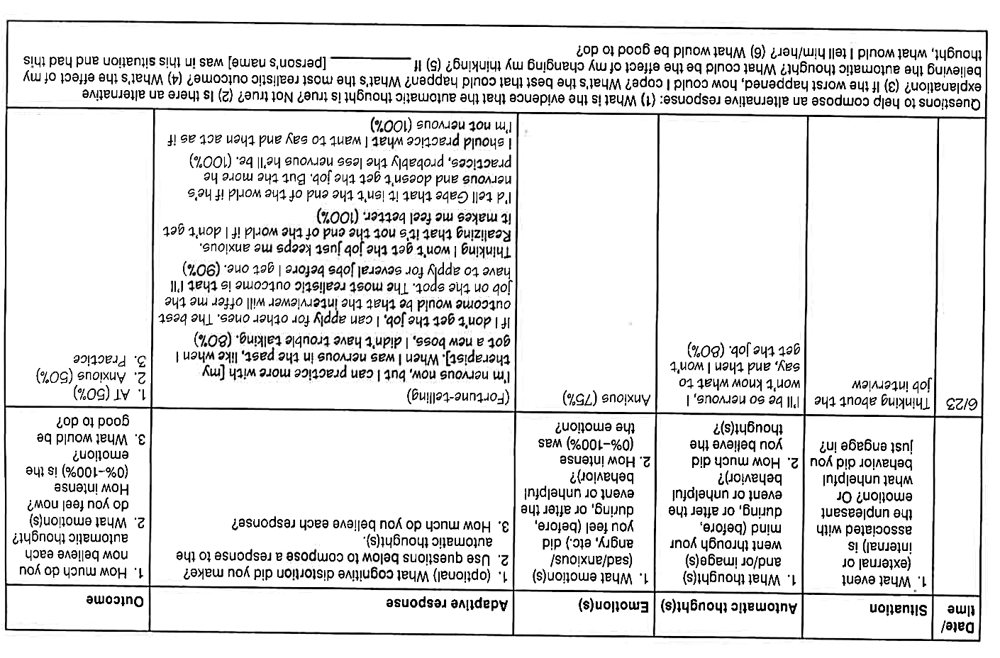 Date/
time
Situation
Automatic thought(s)
Emotion(s)
Adaptive response
Outcome
1. What event
(external or
internal) is
associated with
the unpleasant
emotion? Or
what unhelpful
behavior did you
just engage in?
1. What thought(s)
and/or image(s)
went through your
mind (before,
during, or after the
event or unhelpful
behavior)?
2. How much did
you believe the
thought(s)?
1. What emotion(s)
(sad/anxious/
angry, etc.) did
you feel (before,
during, or after the
event or unhelpful
behavior)?
2. How intense
(0%–100%) was
the emotion?
1. (optional) What cognitive distortion did you make?
2. Use questions below to compose a response to the
automatic thought(s).
3. How much do you believe each response?
1. How much do you
now believe each
automatic thought?
2. What emotion(s)
do you feel now?
How intense
(0%–100%) is the
emotion?
3. What would be
good to do?
6/23
Thinking about the
job interview
I'll be so nervous, I
won't know what to
say, and then I won't
get the job. (80%)
Anxious (75%)
(Fortune-telling)
I'm nervous now, but I can practice more with [my
therapist]. When I was nervous in the past, like when I
got a new boss, I didn't have trouble talking. (80%)
If I don't get the job, I can apply for other ones. The best
outcome would be that the interviewer will offer me the
job on the spot. The most realistic outcome is that I'll
have to apply for several jobs before I get one. (90%)
Thinking I won't get the job just keeps me anxious.
Realizing that it's not the end of the world if I don't get
it makes me feel better. (100%)
I'd tell Gabe that it isn't the end of the world if he's
nervous and doesn't get the job. But the more he
practices, probably the less nervous he'll be. (100%)
I should practice what I want to say and then act as if
I'm not nervous (100%)
1. AT (50%)
2. Anxious (50%)
3. Practice
Questions to help compose an alternative response: (1) What is the evidence that the automatic thought is true? Not true? (2) Is there an alternative
explanation? (3) If the worst happened, how could I cope? What's the best that could happen? What's the most realistic outcome? (4) What's the effect of my
believing the automatic thought? What could be the effect of my changing my thinking? (5) If __________ [person's name] was in this situation and had this
thought, what would I tell him/her? (6) What would be good to do?